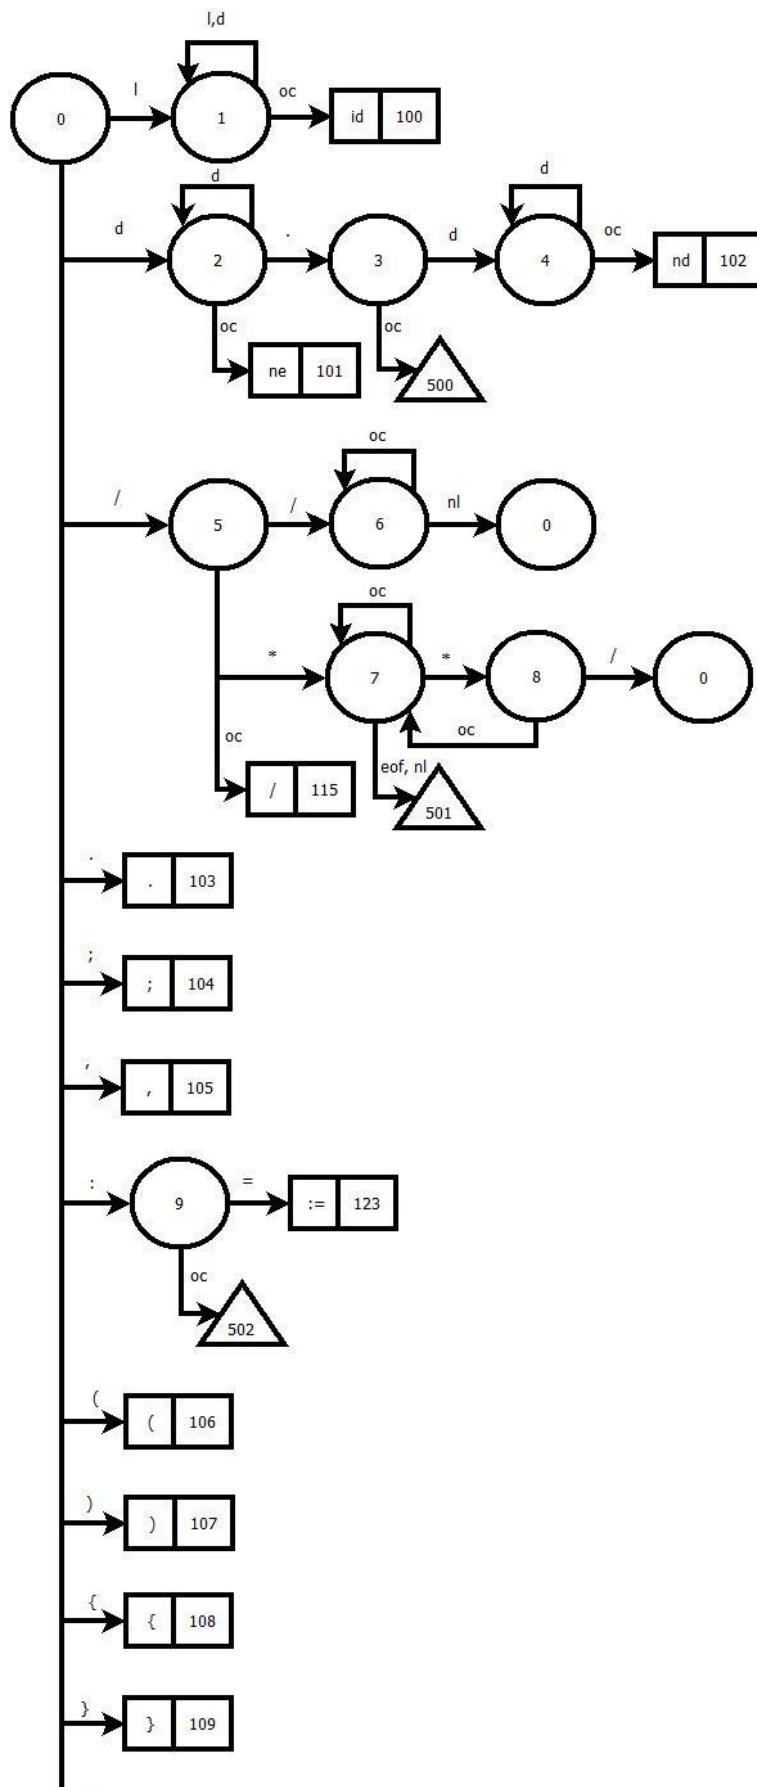 l,d
0 l 1 oc id 100
d d
d 2 . 3 d 4 oc nd 102
oc oc
ne 101 500
oc
/ 5 / 6 nl 0
oc
* 7 * 8 / 0
oc oc
eof, nl
/ 115 501
.
. 103
;
; 104
,
, 105
: 9 = := 123
oc
502
(
( 106
)
) 107
{
{ 108
}
} 109